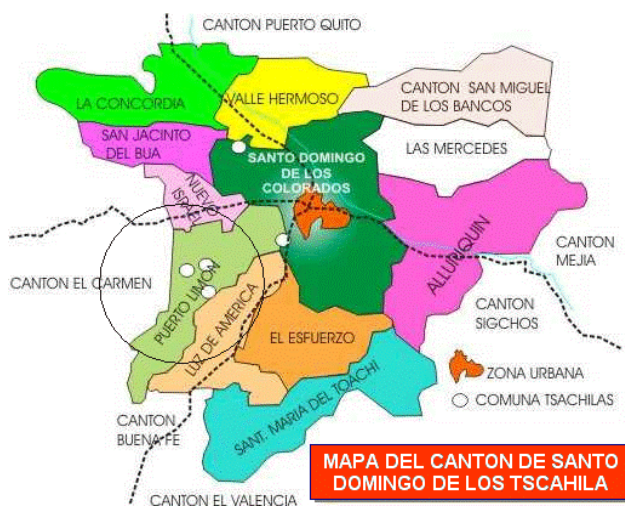 CANTON PUERTO QUITO
LA CONCORDIA
VALLE HERMOSO
CANTON SAN MIGUEL
DE LOS BANCOS
SAN JACINTO
DEL BUA
SANTO DOMINGO
DE LOS
COLORADOS
LAS MERCEDES
NUEVO
ISRAEL
ALLURIQUIN
CANTON
MEJIA
CANTON EL CARMEN
PUERTO LIMON
LUZ DE AMERICA
EL ESFUERZO
CANTON
SIGCHOS
ZONA URBANA
COMUNA TSACHILAS
CANTON
BUENA FE
SANT. MARIA DEL TOACHI
CANTON EL VALENCIA
MAPA DEL CANTON DE SANTO
DOMINGO DE LOS TSCAHILA